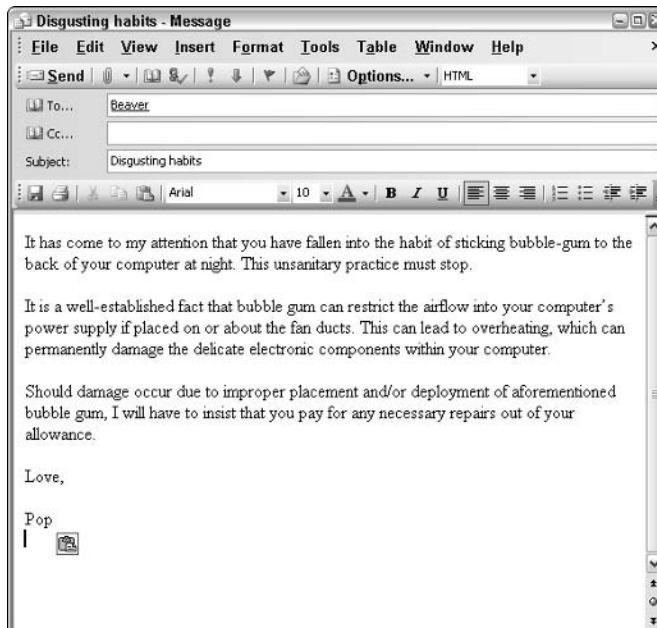 Disgusting habits - Message
File Edit View Insert Format Tools Table Window Help
Send Options... HTML
To... Beaver
Cc...
Subject: Disgusting habits
Arial 10 A B I U
It has come to my attention that you have fallen into the habit of sticking bubble-gum to the
back of your computer at night. This unsanitary practice must stop.
It is a well-established fact that bubble gum can restrict the airflow into your computer's
power supply if placed on or about the fan ducts. This can lead to overheating, which can
permanently damage the delicate electronic components within your computer.
Should damage occur due to improper placement and/or deployment of aforementioned
bubble gum, I will have to insist that you pay for any necessary repairs out of your
allowance.
Love,
Pop